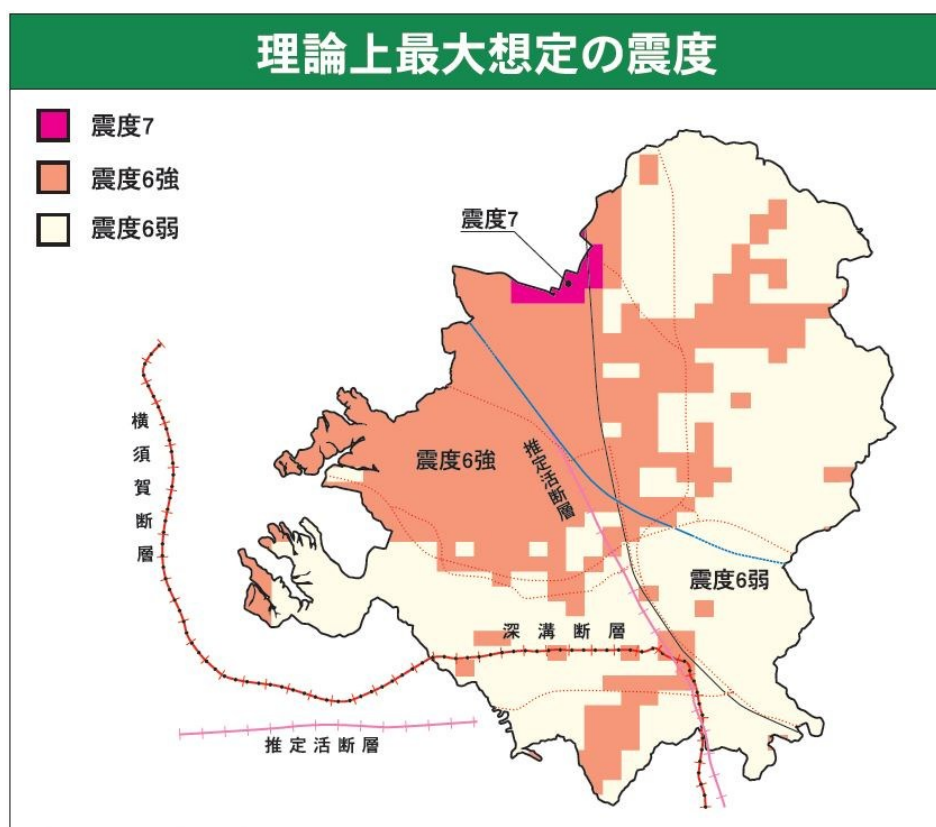 理論上最大想定の震度
震度7
震度6強
震度6弱
震度7
横須賀断層
震度6強
推定活断層
震度6弱
深溝断層
推定活断層